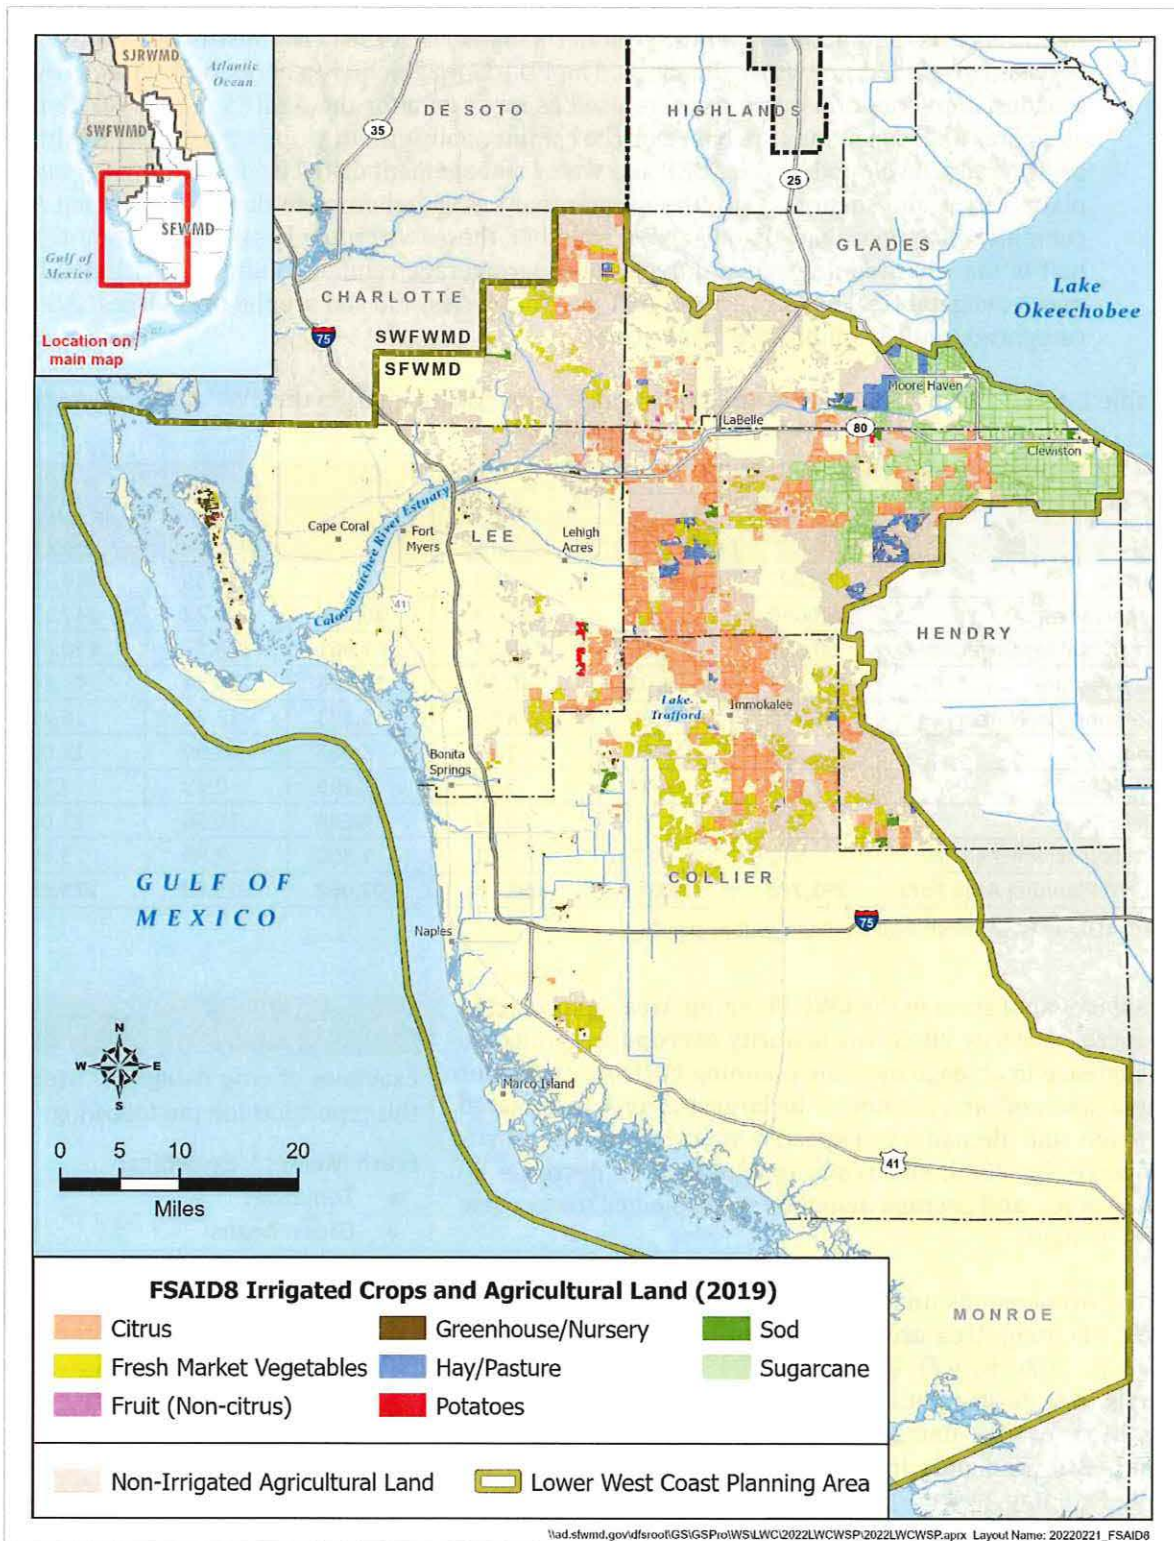 SJRWMD
Atlantic
Ocean
SWFWMD
SFWMD
Gulf of
Mexico
Location on
main map
DE SOTO
HIGHLANDS
35
25
GLADES
Lake
Okeechobee
CHARLOTTE
75
SWFWMD
SFWMD
Moore Haven
LaBelle
80
Clewiston
Caloosahatchee River Estuary
Cape Coral
Fort
Myers
LEE
Lehigh
Acres
41
HENDRY
Lake
Trafford
Immokalee
Bonita
Springs
COLLIER
GULF OF
MEXICO
75
Naples
N
W E
S
Marco Island
0 5 10 20
Miles
41
MONROE
FSAID8 Irrigated Crops and Agricultural Land (2019)
Citrus
Greenhouse/Nursery
Sod
Fresh Market Vegetables
Hay/Pasture
Sugarcane
Fruit (Non-citrus)
Potatoes
Non-Irrigated Agricultural Land
Lower West Coast Planning Area
\\ad.sfwmd.gov\dfsroot\GS\GSPro\WS\LWC\2022LWCWSP\2022LWCWSP.aprx Layout Name: 20220221_FSAID8